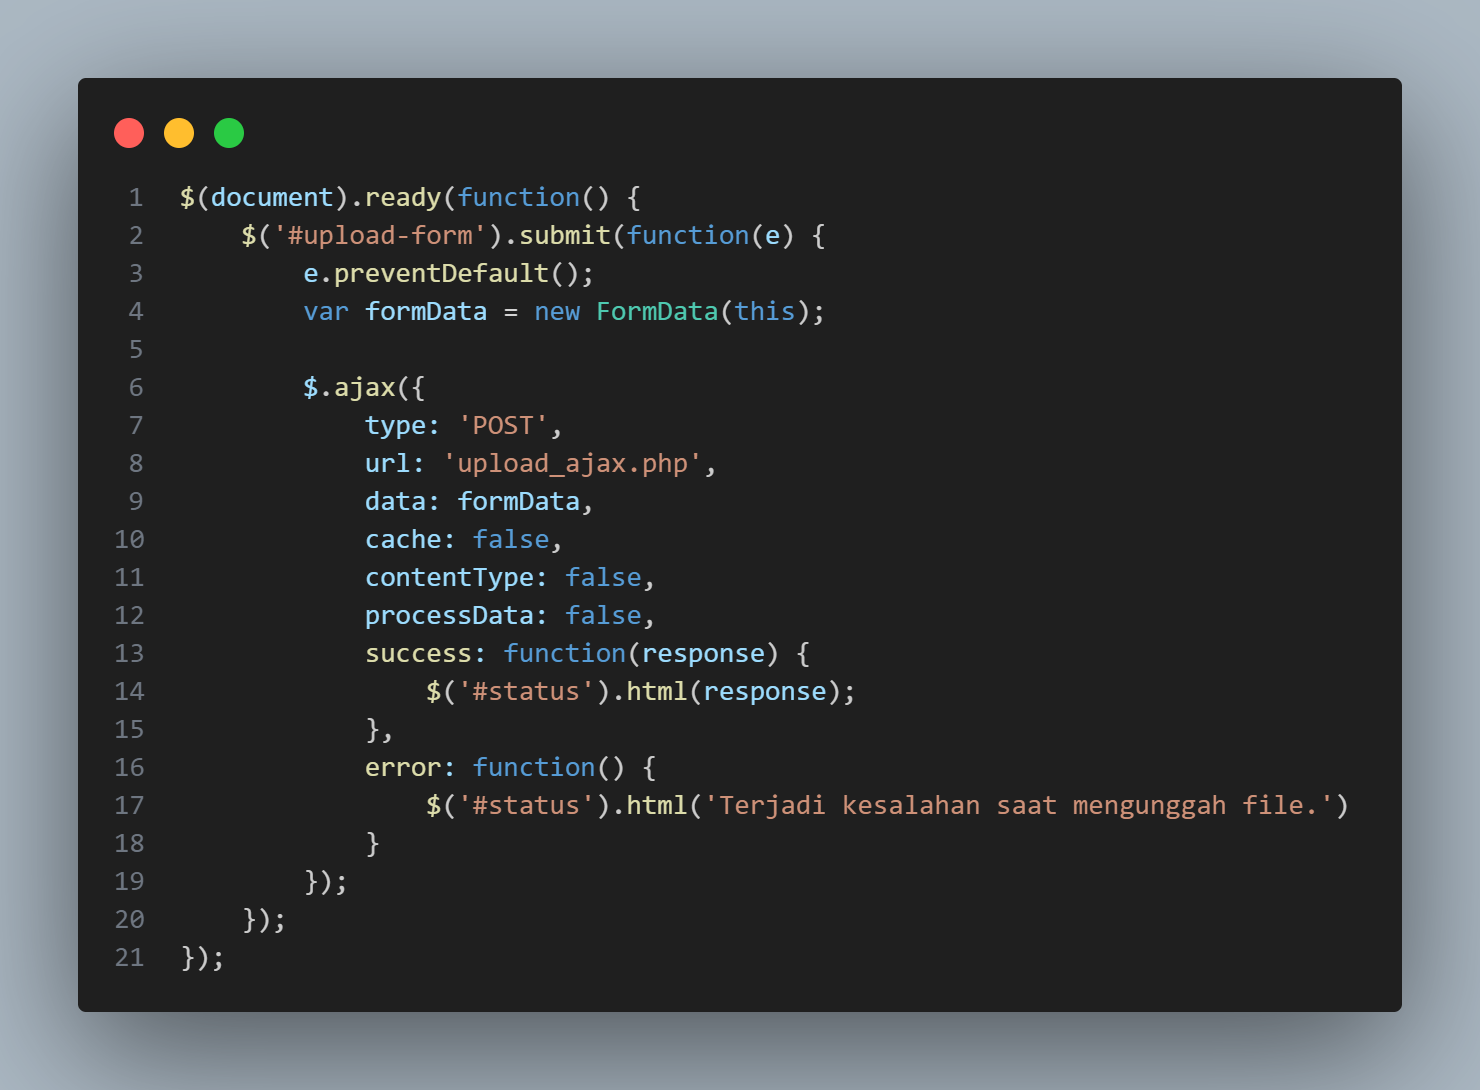 1 $(document).ready(function() {
2     $('#upload-form').submit(function(e) {
3         e.preventDefault();
4         var formData = new FormData(this);
5
6         $.ajax({
7             type: 'POST',
8             url: 'upload_ajax.php',
9             data: formData,
10             cache: false,
11             contentType: false,
12             processData: false,
13             success: function(response) {
14                 $('#status').html(response);
15             },
16             error: function() {
17                 $('#status').html('Terjadi kesalahan saat mengunggah file.')
18             }
19         });
20     });
21 });